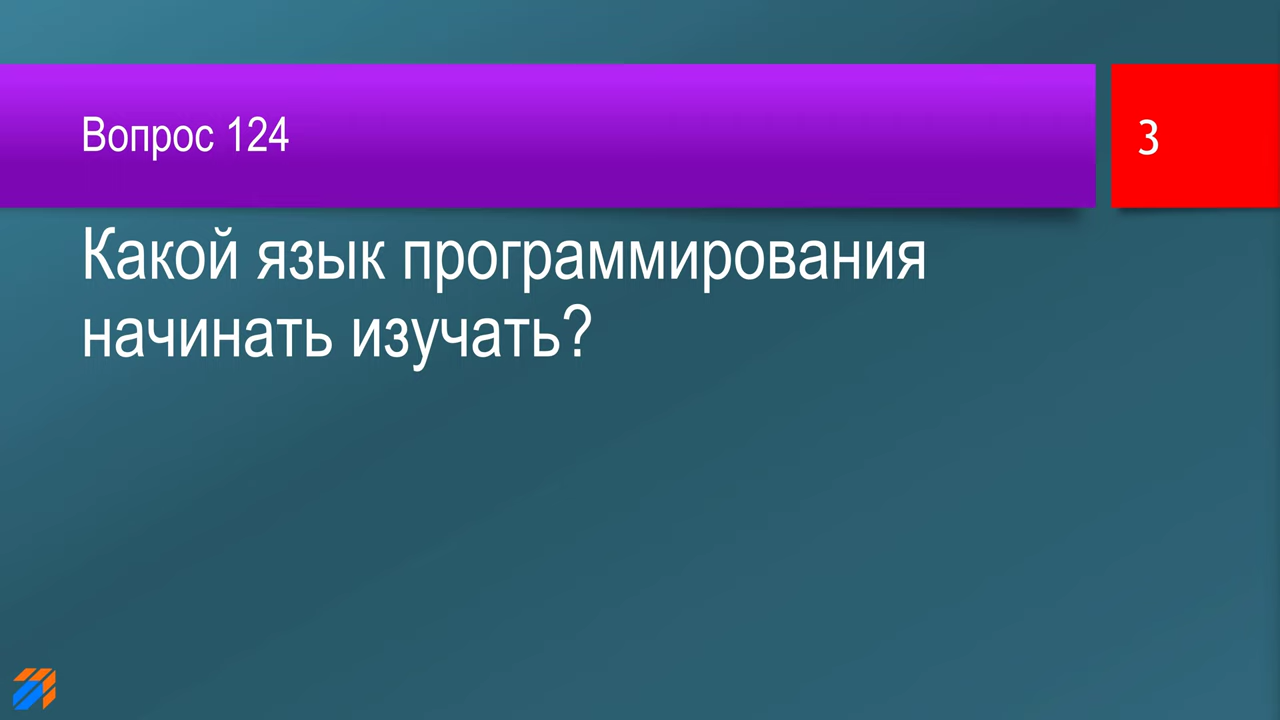 Вопрос 124
3
Какой язык программирования
начинать изучать?